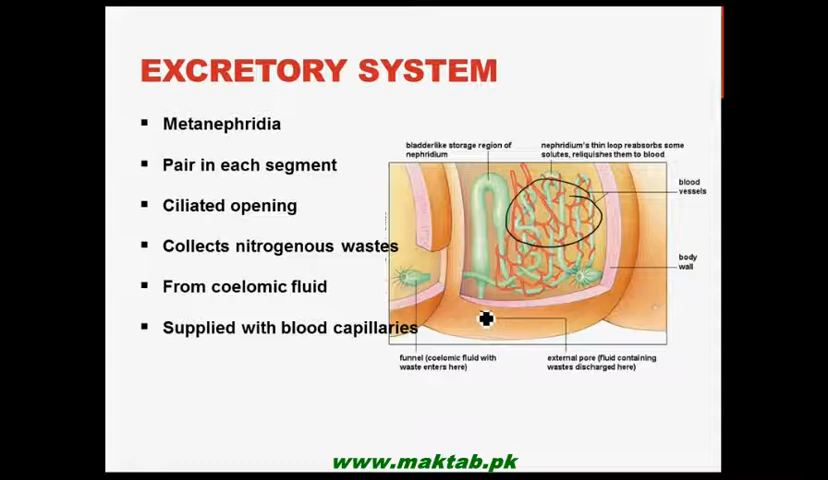 EXCRETORY SYSTEM
▪ Metanephridia
▪ Pair in each segment
▪ Ciliated opening
▪ Collects nitrogenous wastes
▪ From coelomic fluid
▪ Supplied with blood capillaries
bladderlike storage region of
nephridium
nephridium's thin loop reabsorbs some
solutes, reliquishes them to blood
blood
vessels
body
wall
funnel (coelomic fluid with
waste enters here)
external pore (fluid containing
wastes discharged here)
www.maktab.pk